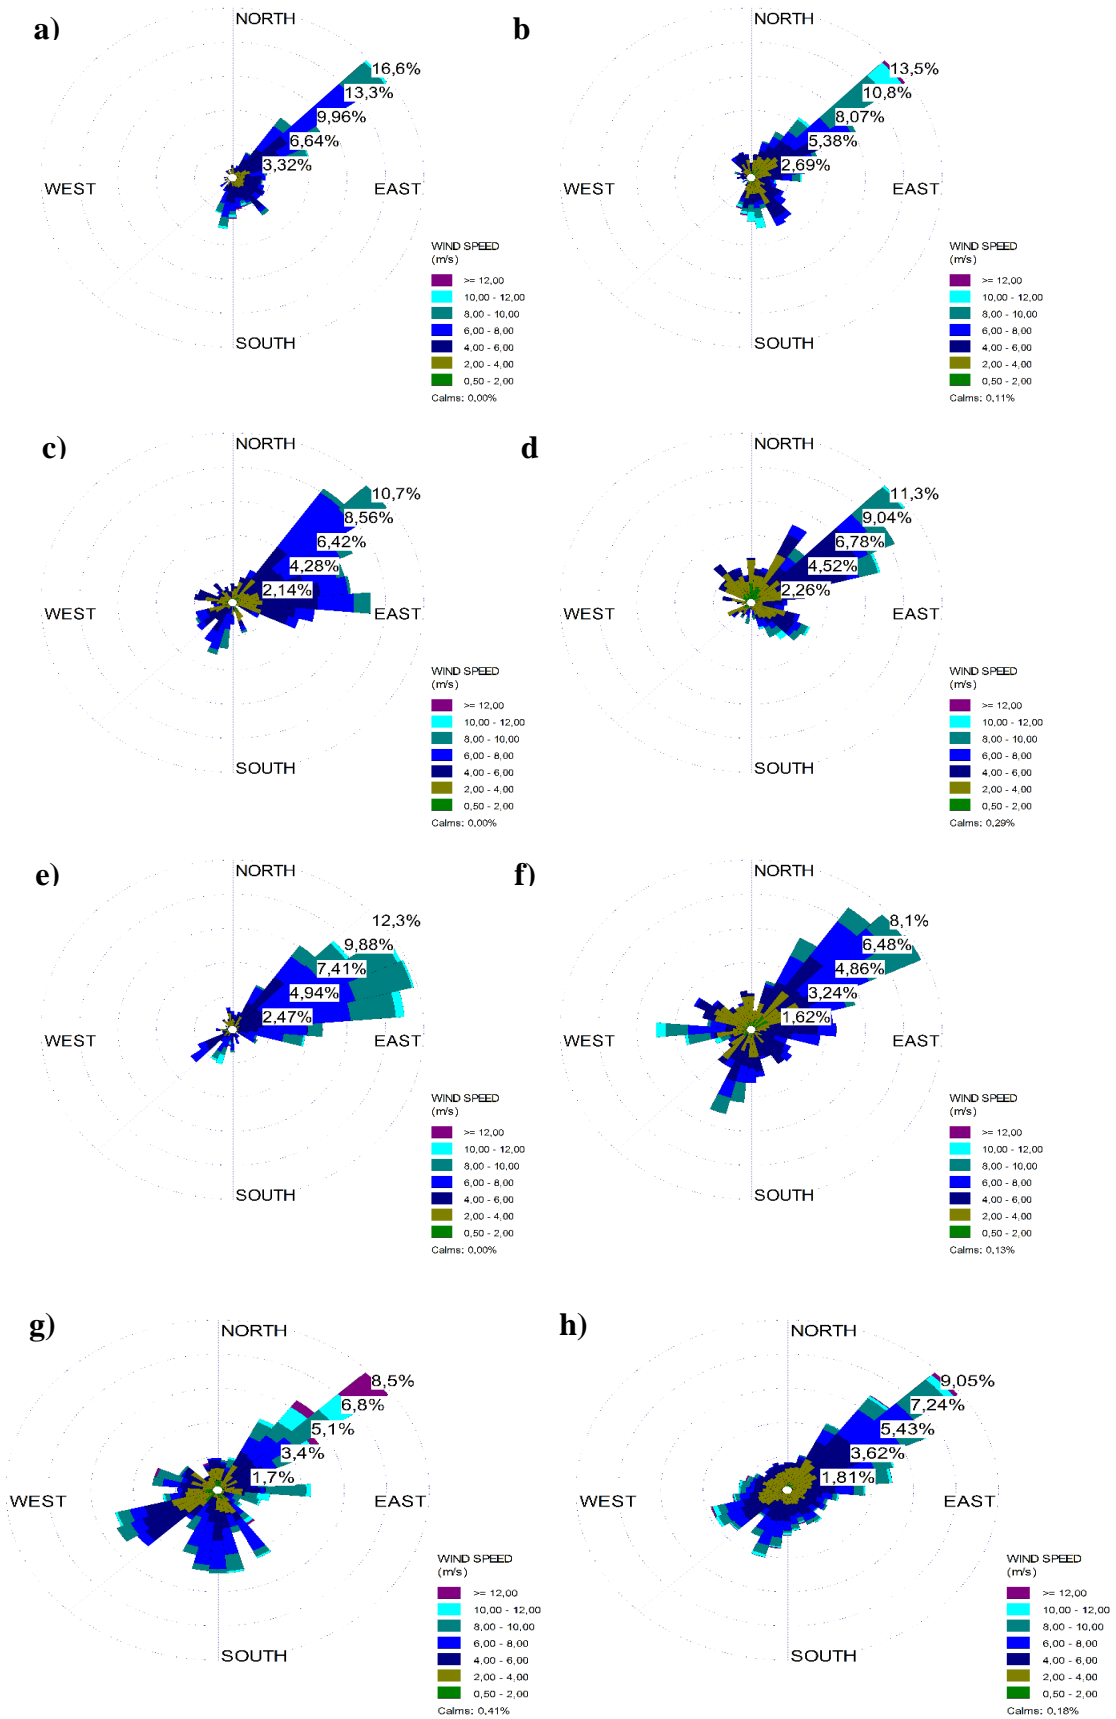 a)
NORTH
16,6%
13,3%
9,96%
6,64%
3,32%
WEST
EAST
WIND SPEED
(m/s)
>= 12,00
10,00 - 12,00
8,00 - 10,00
6,00 - 8,00
4,00 - 6,00
2,00 - 4,00
0,50 - 2,00
Calms: 0,00%
SOUTH
b
NORTH
13,5%
10,8%
8,07%
5,38%
2,69%
WEST
EAST
WIND SPEED
(m/s)
>= 12,00
10,00 - 12,00
8,00 - 10,00
6,00 - 8,00
4,00 - 6,00
2,00 - 4,00
0,50 - 2,00
Calms: 0,11%
SOUTH
c)
NORTH
10,7%
8,56%
6,42%
4,28%
2,14%
WEST
EAST
WIND SPEED
(m/s)
>= 12,00
10,00 - 12,00
8,00 - 10,00
6,00 - 8,00
4,00 - 6,00
2,00 - 4,00
0,50 - 2,00
Calms: 0,00%
SOUTH
d
NORTH
11,3%
9,04%
6,78%
4,52%
2,26%
WEST
EAST
WIND SPEED
(m/s)
>= 12,00
10,00 - 12,00
8,00 - 10,00
6,00 - 8,00
4,00 - 6,00
2,00 - 4,00
0,50 - 2,00
Calms: 0,29%
SOUTH
e)
NORTH
12,3%
9,88%
7,41%
4,94%
2,47%
WEST
EAST
WIND SPEED
(m/s)
>= 12,00
10,00 - 12,00
8,00 - 10,00
6,00 - 8,00
4,00 - 6,00
2,00 - 4,00
0,50 - 2,00
Calms: 0,00%
SOUTH
f)
NORTH
8,1%
6,48%
4,86%
3,24%
1,62%
WEST
EAST
WIND SPEED
(m/s)
>= 12,00
10,00 - 12,00
8,00 - 10,00
6,00 - 8,00
4,00 - 6,00
2,00 - 4,00
0,50 - 2,00
Calms: 0,13%
SOUTH
g)
NORTH
8,5%
6,8%
5,1%
3,4%
1,7%
WEST
EAST
WIND SPEED
(m/s)
>= 12,00
10,00 - 12,00
8,00 - 10,00
6,00 - 8,00
4,00 - 6,00
2,00 - 4,00
0,50 - 2,00
Calms: 0,41%
SOUTH
h)
NORTH
9,05%
7,24%
5,43%
3,62%
1,81%
WEST
EAST
WIND SPEED
(m/s)
>= 12,00
10,00 - 12,00
8,00 - 10,00
6,00 - 8,00
4,00 - 6,00
2,00 - 4,00
0,50 - 2,00
Calms: 0,18%
SOUTH